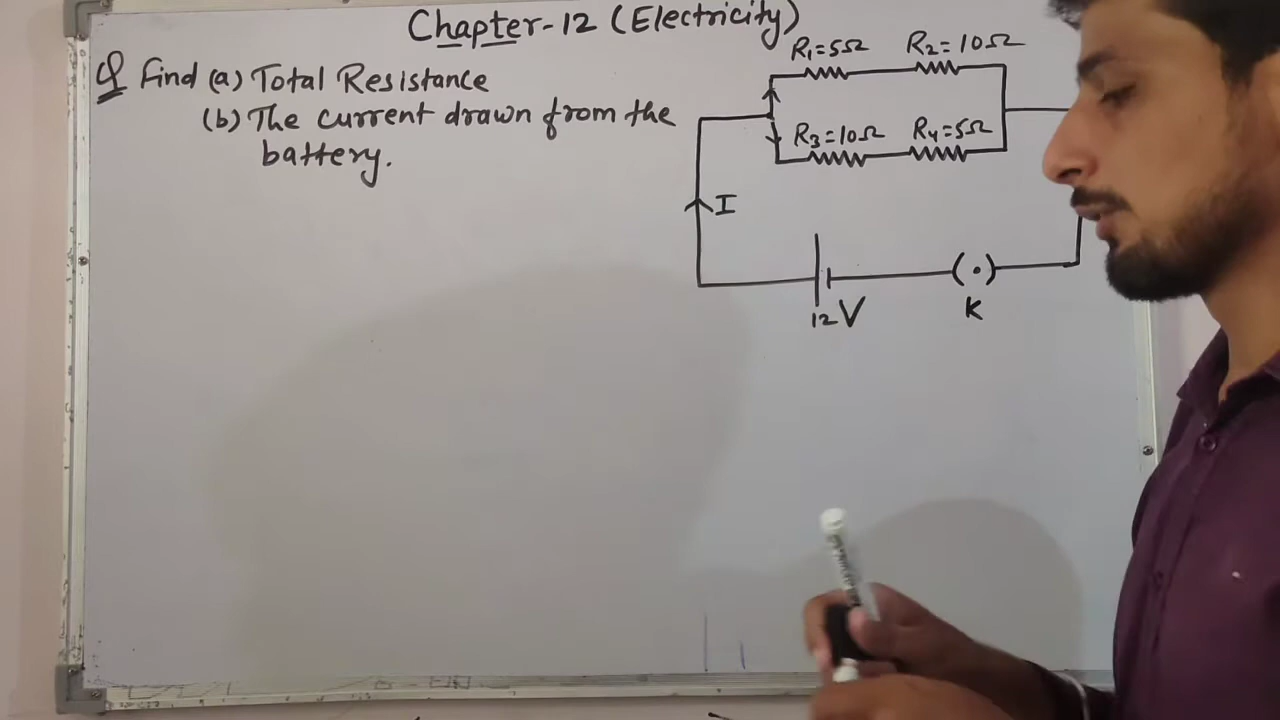 Chapter-12 (Electricity)
Q Find (a) Total Resistance
(b) The current drawn from the
battery.
R1=5Ω R2=10Ω
R3=10Ω R4=5Ω
I
12V K